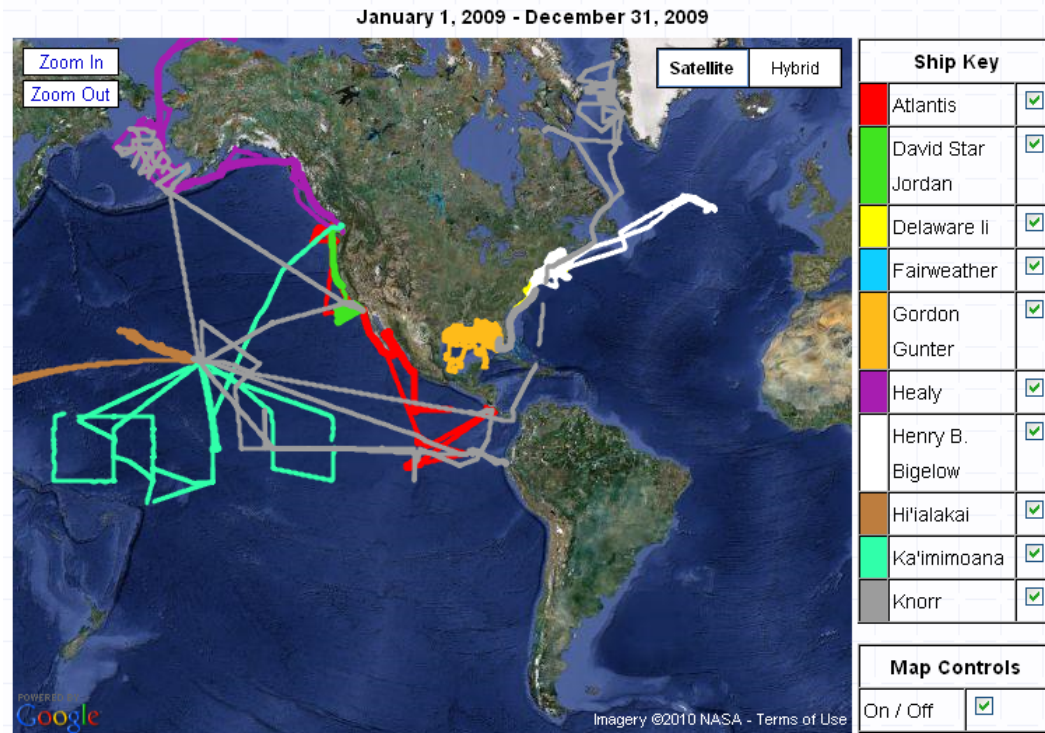 January 1, 2009 - December 31, 2009
Zoom In
Zoom Out
Satellite
Hybrid
Ship Key
Atlantis
David Star
Jordan
Delaware Ii
Fairweather
Gordon
Gunter
Healy
Henry B.
Bigelow
Hi'ialakai
Ka'imimoana
Knorr
Map Controls
On / Off
POWERED BY
Google
Imagery ©2010 NASA - Terms of Use